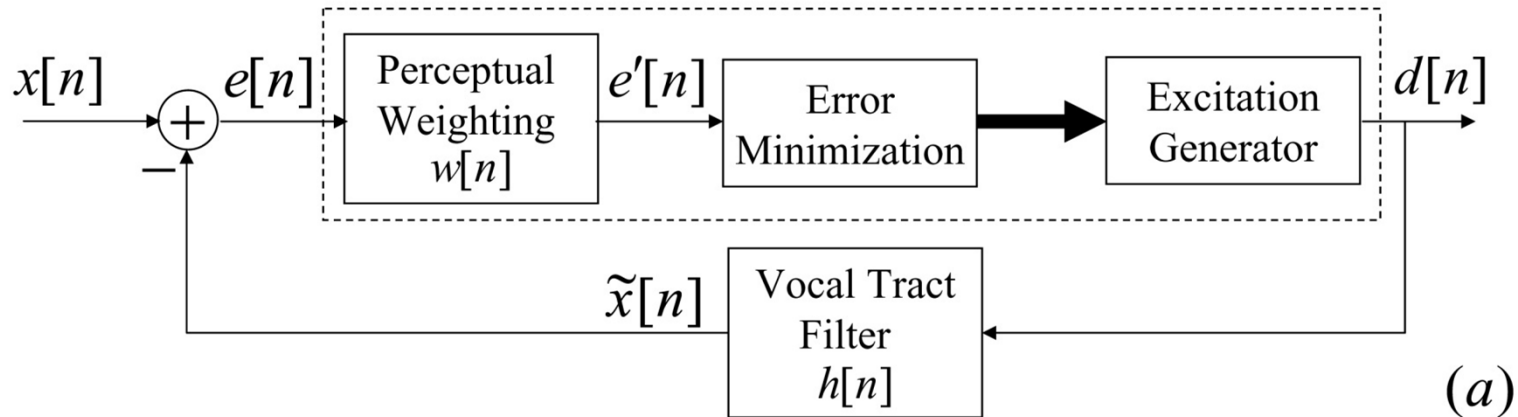 x[n]
+
−
e[n]
Perceptual
Weighting
w[n]
e′[n]
Error
Minimization
Excitation
Generator
d[n]
x̃[n]
Vocal Tract
Filter
h[n]
(a)